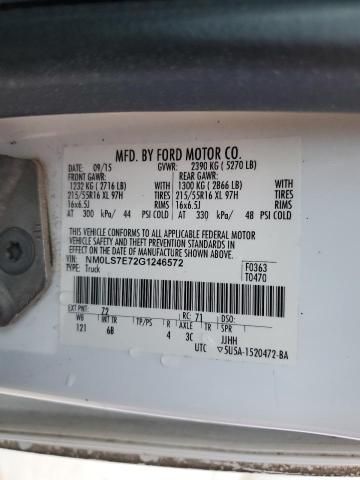 MFD. BY FORD MOTOR CO.
DATE: 09/15 GVWR: 2390 KG ( 5270 LB)
FRONT GAWR: REAR GAWR:
1232 KG ( 2716 LB) WITH 1300 KG ( 2866 LB) WITH
215/55R16 XL 97H TIRES 215/55R16 XL 97H TIRES
16x6.5J RIMS 16x6.5J RIMS
AT 300 kPa/ 44 PSI COLD AT 330 kPa/ 48 PSI COLD
THIS VEHICLE CONFORMS TO ALL APPLICABLE FEDERAL MOTOR
VEHICLE SAFETY AND THEFT PREVENTION STANDARDS IN EFFECT
ON THE DATE OF MANUFACTURE SHOWN ABOVE.
VIN: NM0LS7E72G1246572 F0363
TYPE: Truck T0470
EXT PNT: 72 RC: 71 DSO:
WB INT TR TP/PS R AXLE TR SPR
121 6B 4 3C JJHH
UTC 5USA-1520472-BA